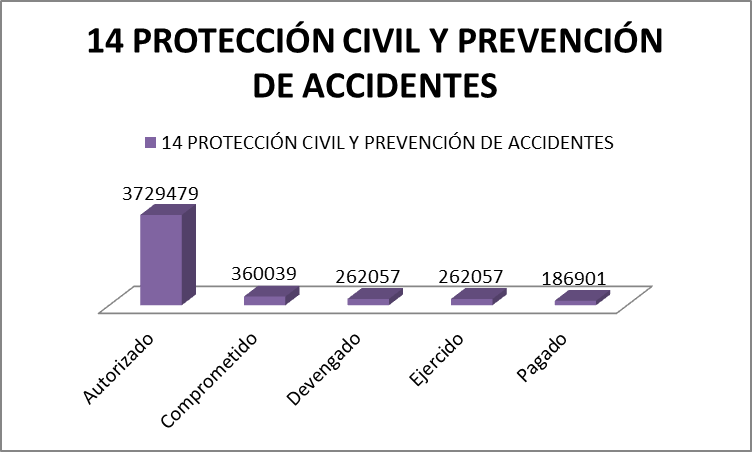 14 PROTECCIÓN CIVIL Y PREVENCIÓN
DE ACCIDENTES
14 PROTECCIÓN CIVIL Y PREVENCIÓN DE ACCIDENTES
3729479
360039
262057
262057
186901
Autorizado
Comprometido
Devengado
Ejercido
Pagado